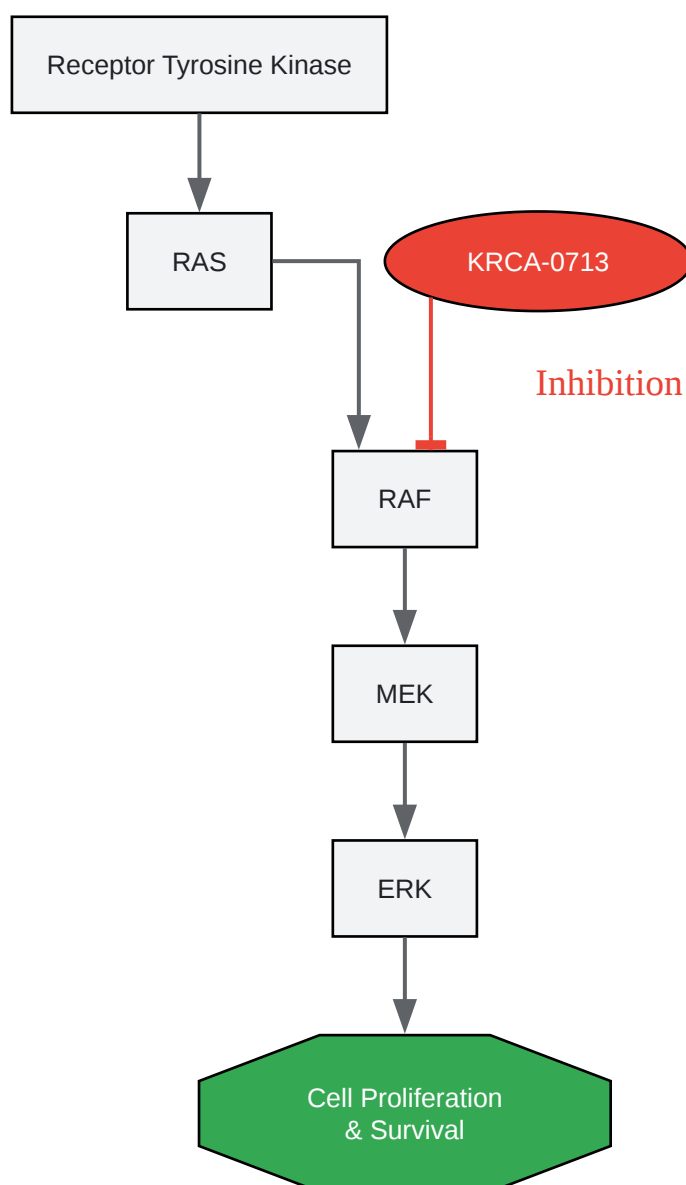 Receptor Tyrosine Kinase
RAS
KRCA-0713
Inhibition
RAF
MEK
ERK
Cell Proliferation
& Survival